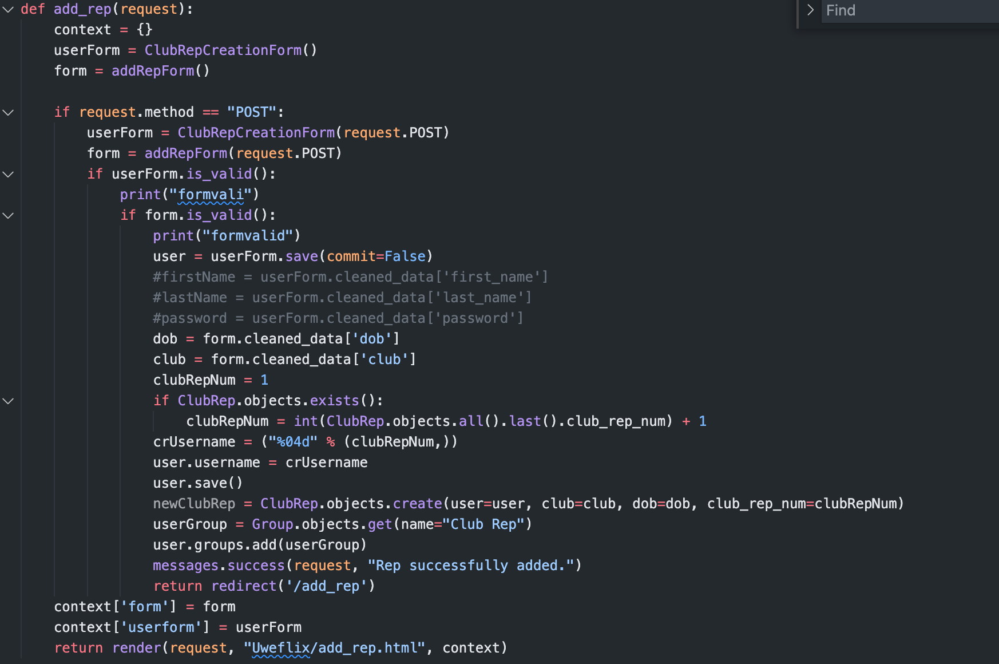 def add_rep(request):
Find
    context = {}
    userForm = ClubRepCreationForm()
    form = addRepForm()

    if request.method == "POST":
        userForm = ClubRepCreationForm(request.POST)
        form = addRepForm(request.POST)
        if userForm.is_valid():
            print("formvali")
            if form.is_valid():
                print("formvalid")
                user = userForm.save(commit=False)
                #firstName = userForm.cleaned_data['first_name']
                #lastName = userForm.cleaned_data['last_name']
                #password = userForm.cleaned_data['password']
                dob = form.cleaned_data['dob']
                club = form.cleaned_data['club']
                clubRepNum = 1
                if ClubRep.objects.exists():
                    clubRepNum = int(ClubRep.objects.all().last().club_rep_num) + 1
                crUsername = ("%04d" % (clubRepNum,))
                user.username = crUsername
                user.save()
                newClubRep = ClubRep.objects.create(user=user, club=club, dob=dob, club_rep_num=clubRepNum)
                userGroup = Group.objects.get(name="Club Rep")
                user.groups.add(userGroup)
                messages.success(request, "Rep successfully added.")
                return redirect('/add_rep')
    context['form'] = form
    context['userform'] = userForm
    return render(request, "Uweflix/add_rep.html", context)